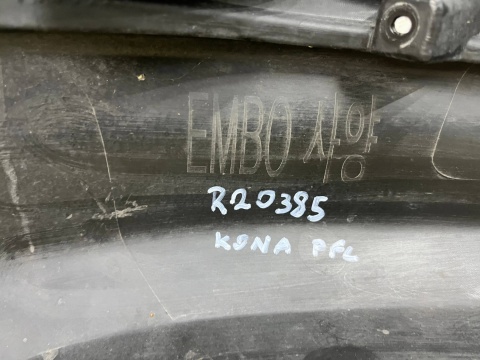 EMBO 사양
R20385
KONA PFL